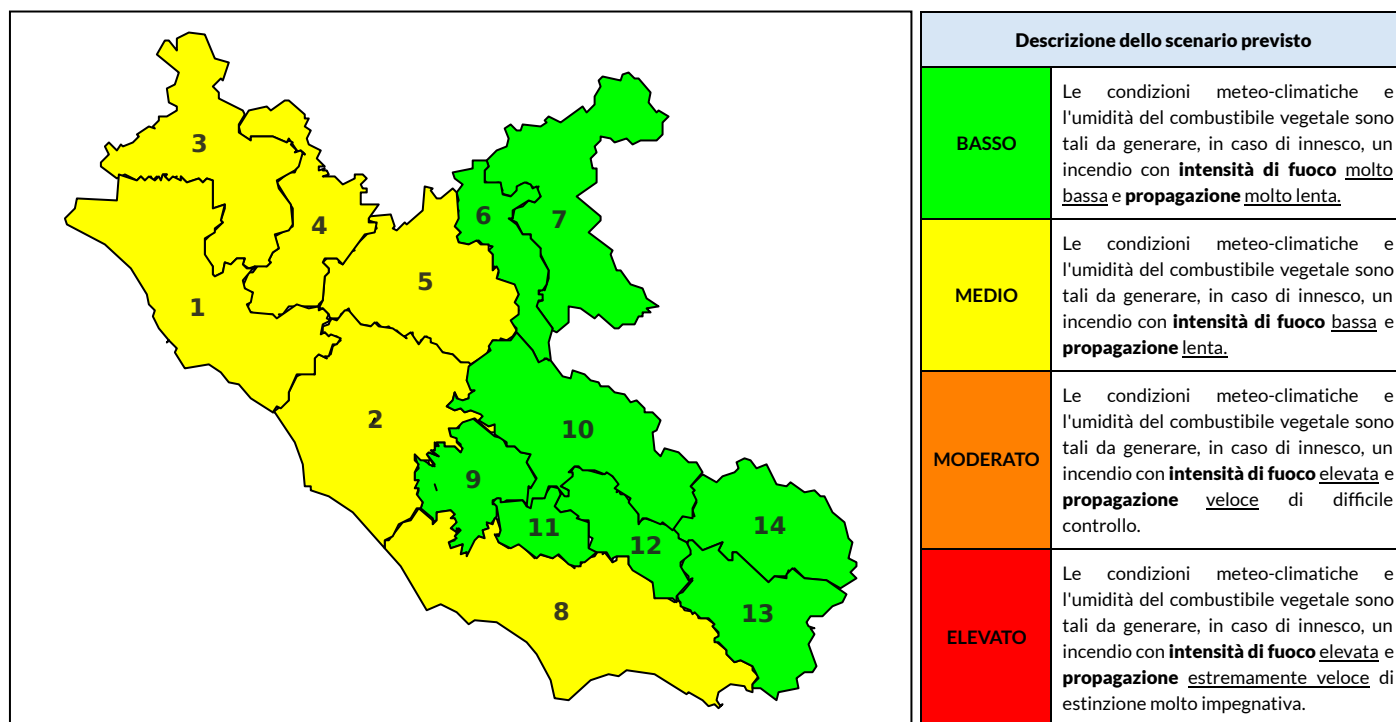 3
4
6
7
5
1
2
10
9
11
12
14
8
13
Descrizione dello scenario previsto
BASSO
Le condizioni meteo-climatiche e
l'umidità del combustibile vegetale sono
tali da generare, in caso di innesco, un
incendio con intensità di fuoco molto
bassa e propagazione molto lenta.
MEDIO
Le condizioni meteo-climatiche e
l'umidità del combustibile vegetale sono
tali da generare, in caso di innesco, un
incendio con intensità di fuoco bassa e
propagazione lenta.
MODERATO
Le condizioni meteo-climatiche e
l'umidità del combustibile vegetale sono
tali da generare, in caso di innesco, un
incendio con intensità di fuoco elevata e
propagazione veloce di difficile
controllo.
ELEVATO
Le condizioni meteo-climatiche e
l'umidità del combustibile vegetale sono
tali da generare, in caso di innesco, un
incendio con intensità di fuoco elevata e
propagazione estremamente veloce di
estinzione molto impegnativa.